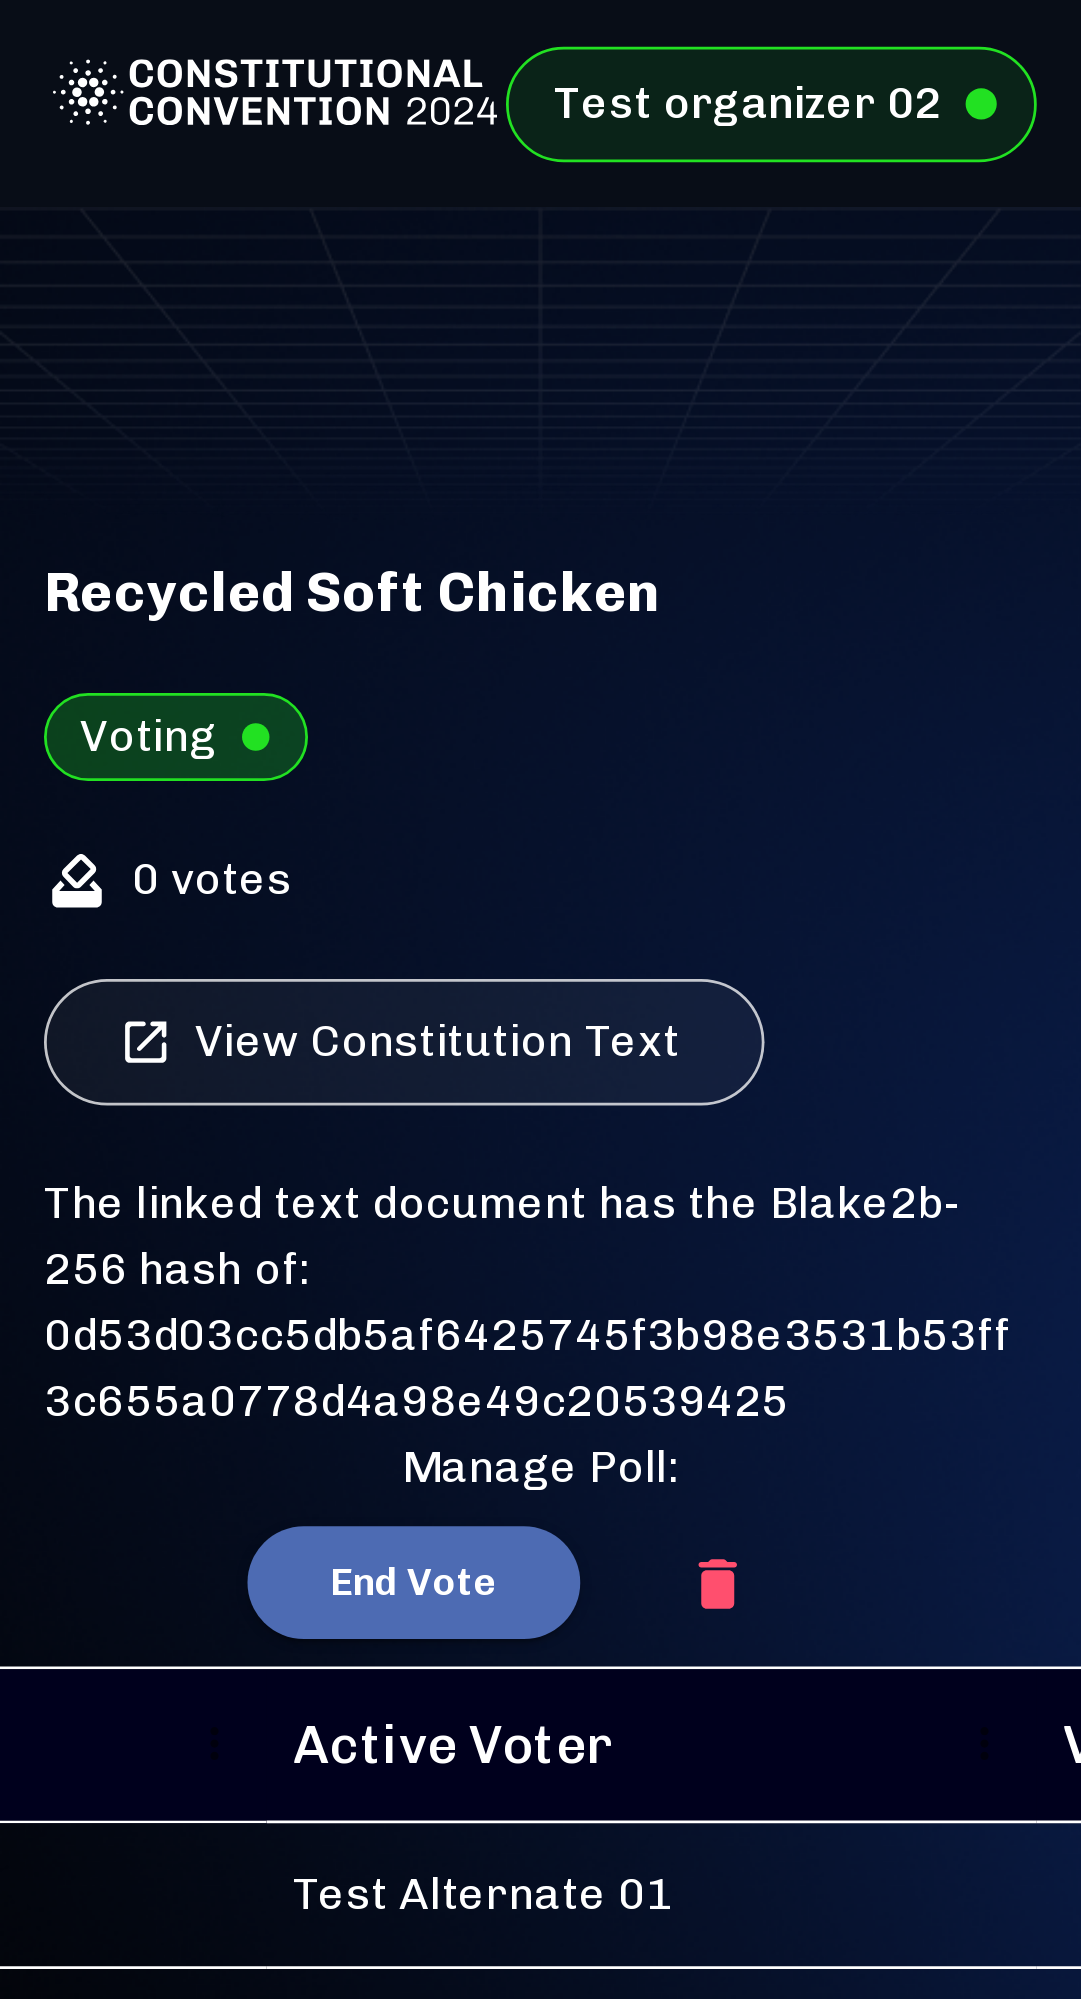 CONSTITUTIONAL
CONVENTION 2024
Test organizer 02
Recycled Soft Chicken
Voting
0 votes
View Constitution Text
The linked text document has the Blake2b-
256 hash of:
0d53d03cc5db5af6425745f3b98e3531b53ff
3c655a0778d4a98e49c20539425
Manage Poll:
End Vote
Active Voter
Test Alternate 01